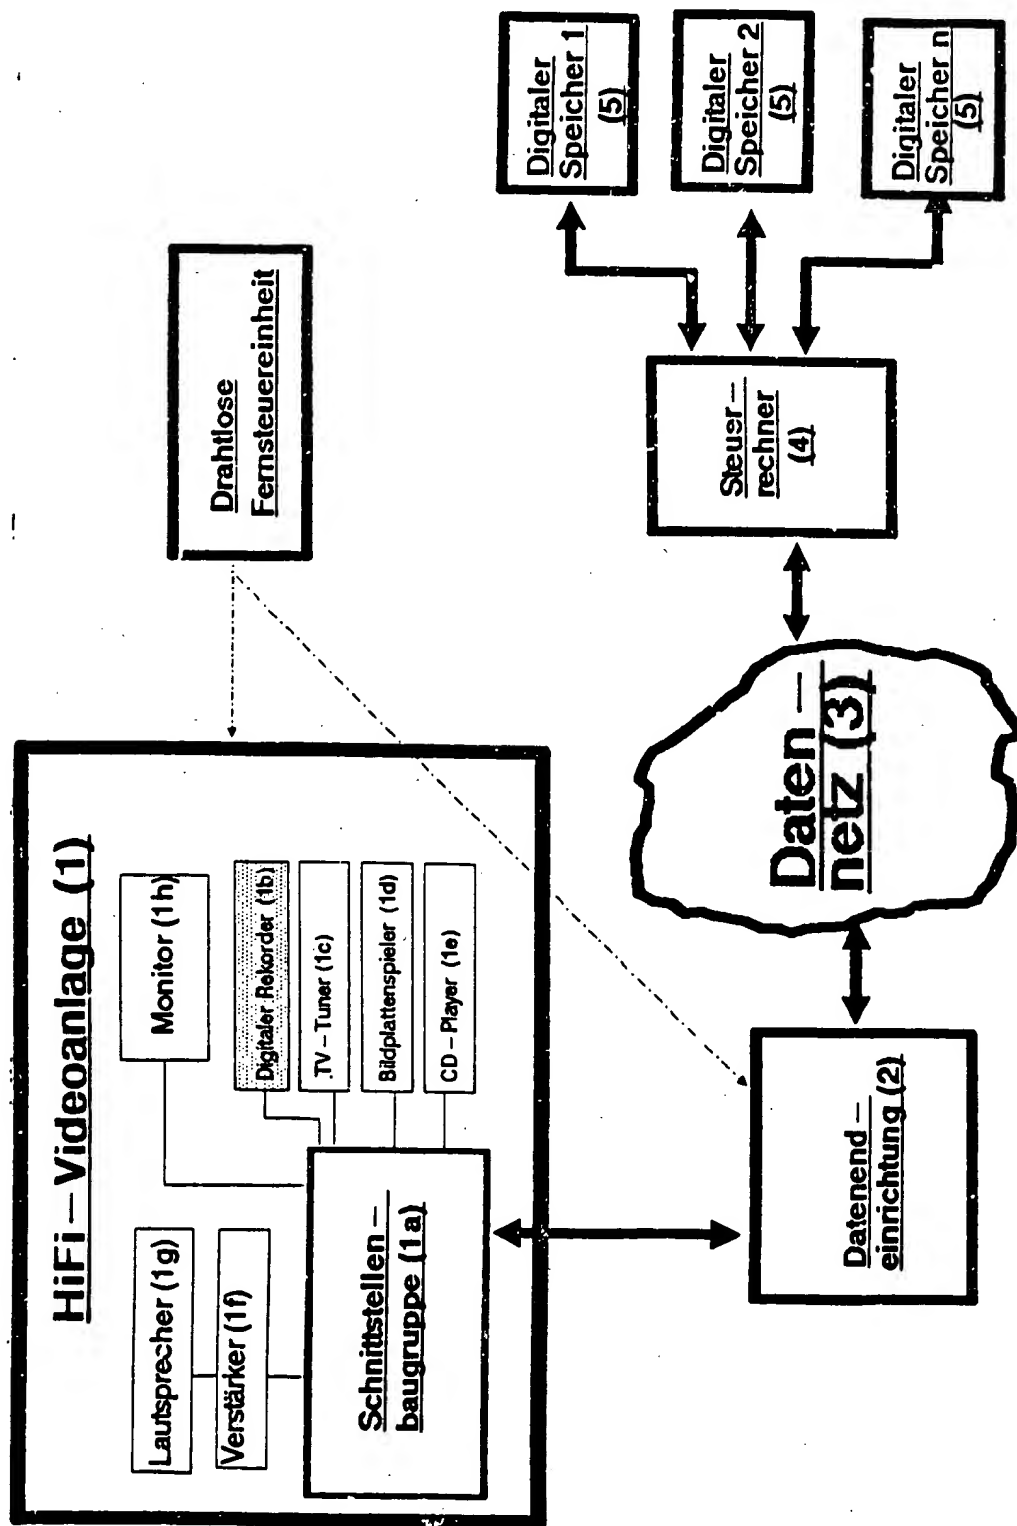 HiFi – Videoanlage (1)
Lautsprecher (1g)
Verstärker (1f)
Monitor (1h)
Schnittstellen –
baugruppe (1a)
Digitaler Rekorder (1b)
TV – Tuner (1c)
Bildplattenspieler (1d)
CD – Player (1e)
Drahtlose
Fernsteuereinheit
Datenend –
einrichtung (2)
Daten –
netz (3)
Steuer –
rechner
(4)
Digitaler
Speicher 1
(5)
Digitaler
Speicher 2
(5)
Digitaler
Speicher n
(5)